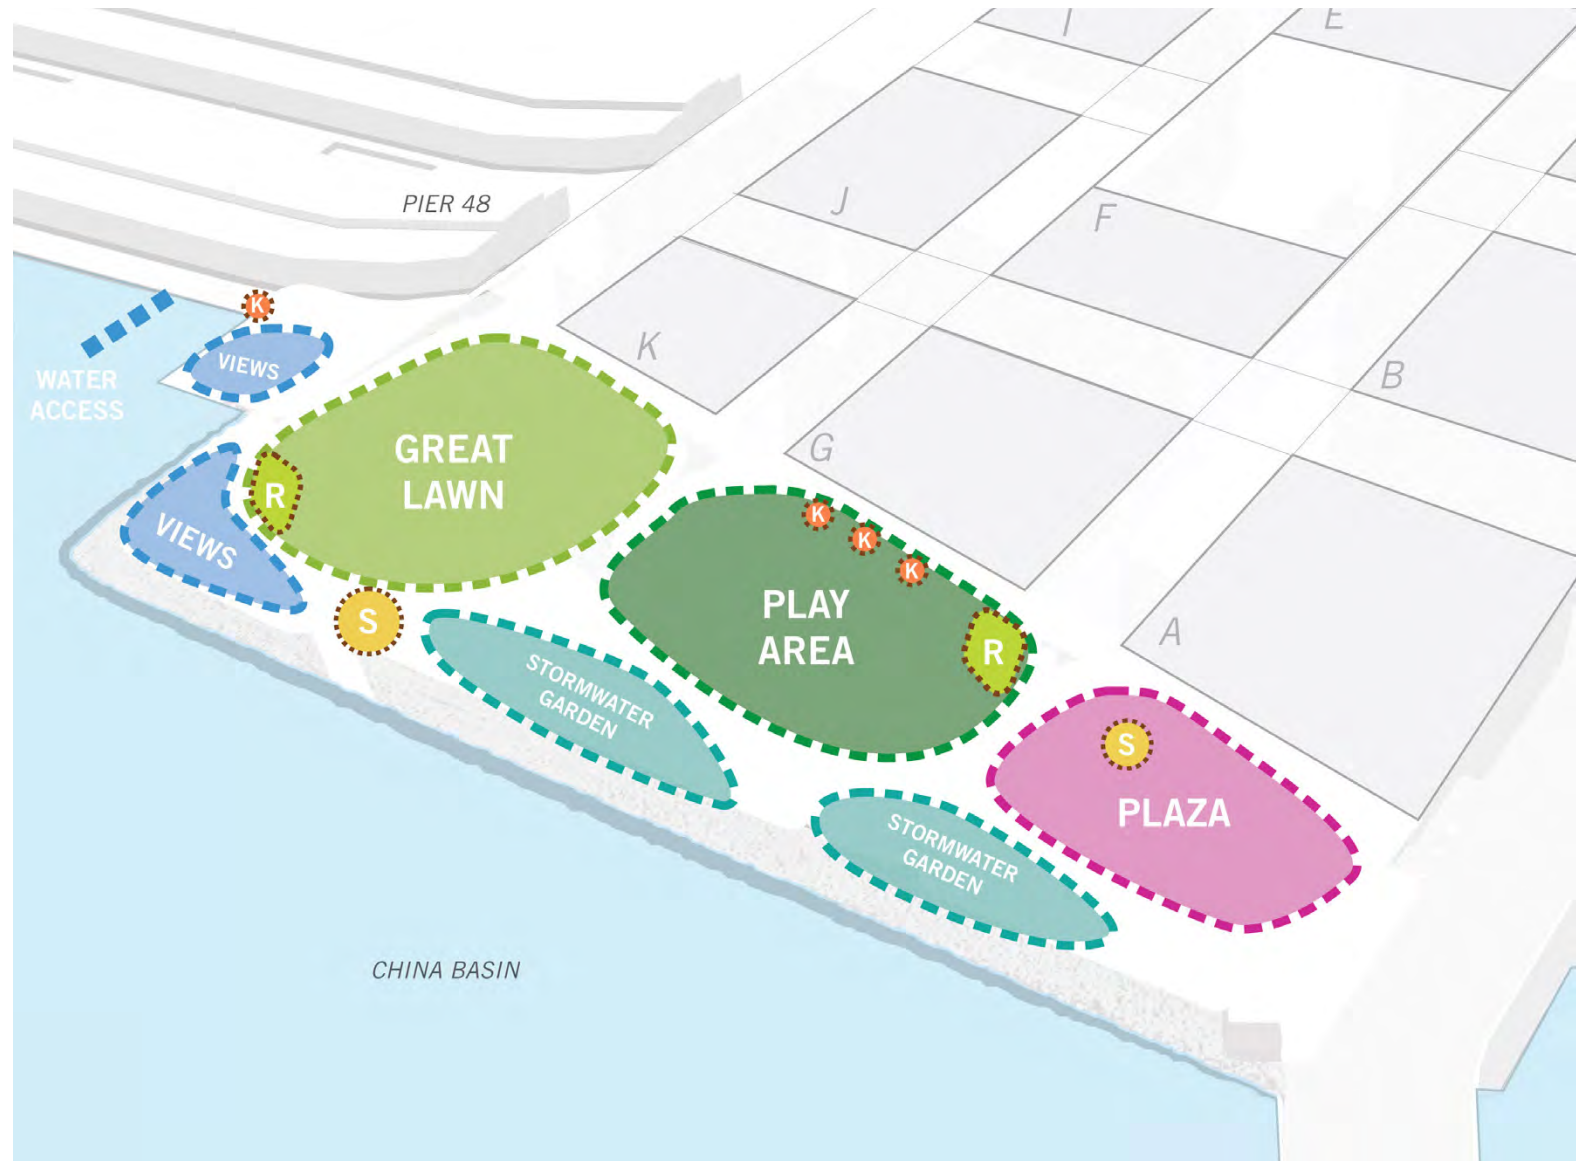 I
E
PIER 48
J
F
K
VIEWS
K
B
WATER
ACCESS
GREAT
LAWN
G
R
K
K
K
VIEWS
PLAY
AREA
S
A
R
STORMWATER
GARDEN
S
PLAZA
STORMWATER
GARDEN
CHINA BASIN